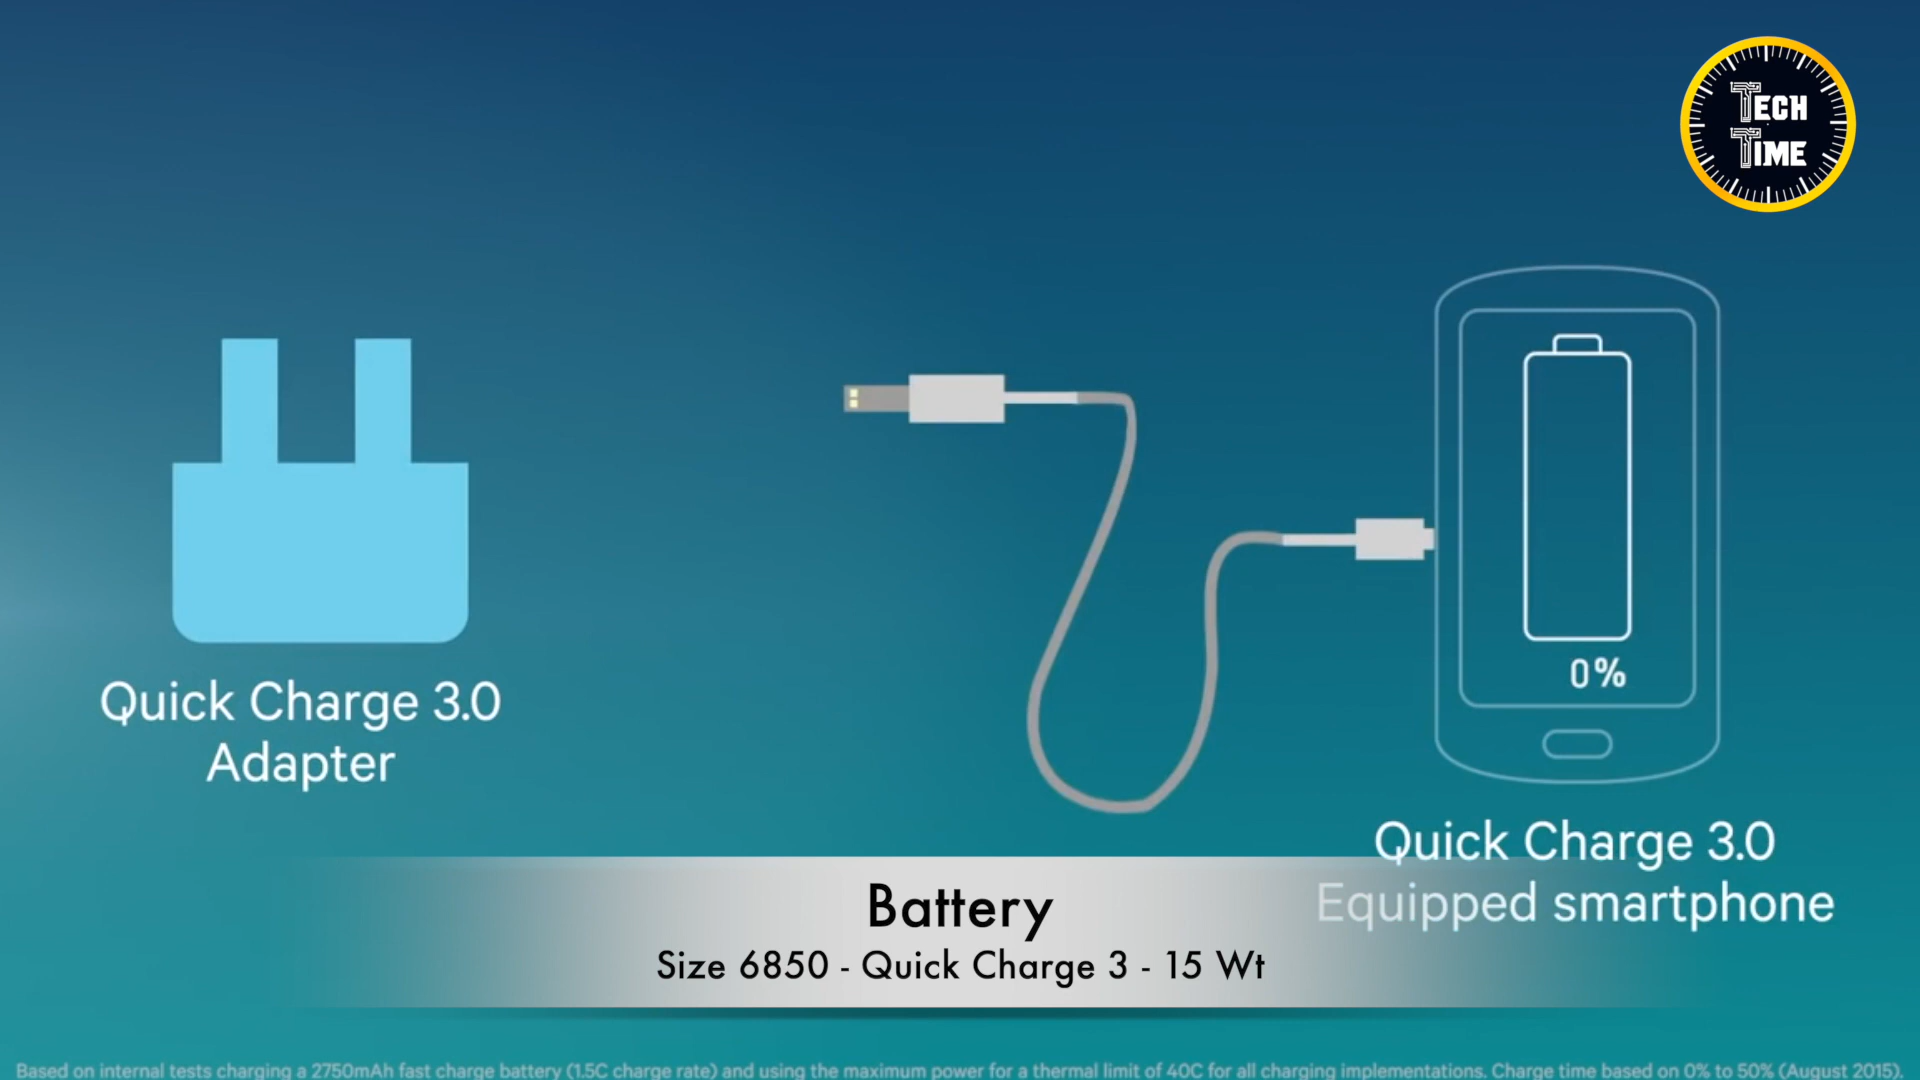 TECH
TIME
0%
Quick Charge 3.0
Adapter
Quick Charge 3.0
Equipped smartphone
Battery
Size 6850 - Quick Charge 3 - 15 Wt
Based on internal tests charging a 2750mAh fast charge battery (1.5C charge rate) and using the maximum power for a thermal limit of 40C for all charging implementations. Charge time based on 0% to 50% (August 2015).